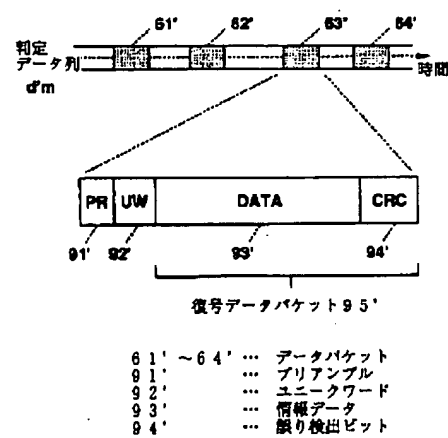 61' 62' 63' 64'
判定
データ列
d'm
時間
PR UW DATA CRC
91' 92' 93' 94'
復号データパケット95'
61'～64' … データパケット
91' … プリアンブル
92' … ユニークワード
93' … 情報データ
94' …誤り検出ビット